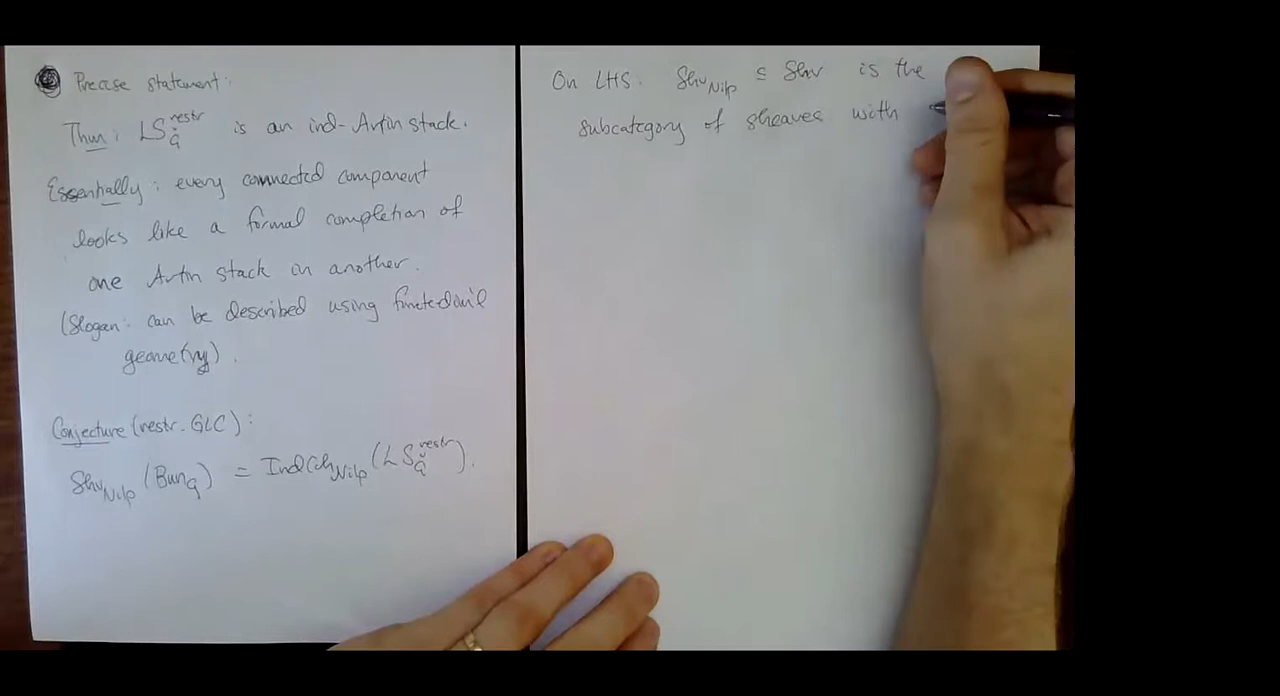 Precise statement:
Thm: LS_Ǧ^restr is an ind-Artin stack.
Essentially: every connected component
looks like a formal completion of
one Artin stack in another.
(Slogan: can be described using finite-dim'l
geometry).
Conjecture (restr. GLC):
Shv_Nilp (Bun_G) = IndCoh_Nilp (LS_Ǧ^restr).
On LHS. Shv_Nilp ⊆ Shv is the
subcategory of sheaves with